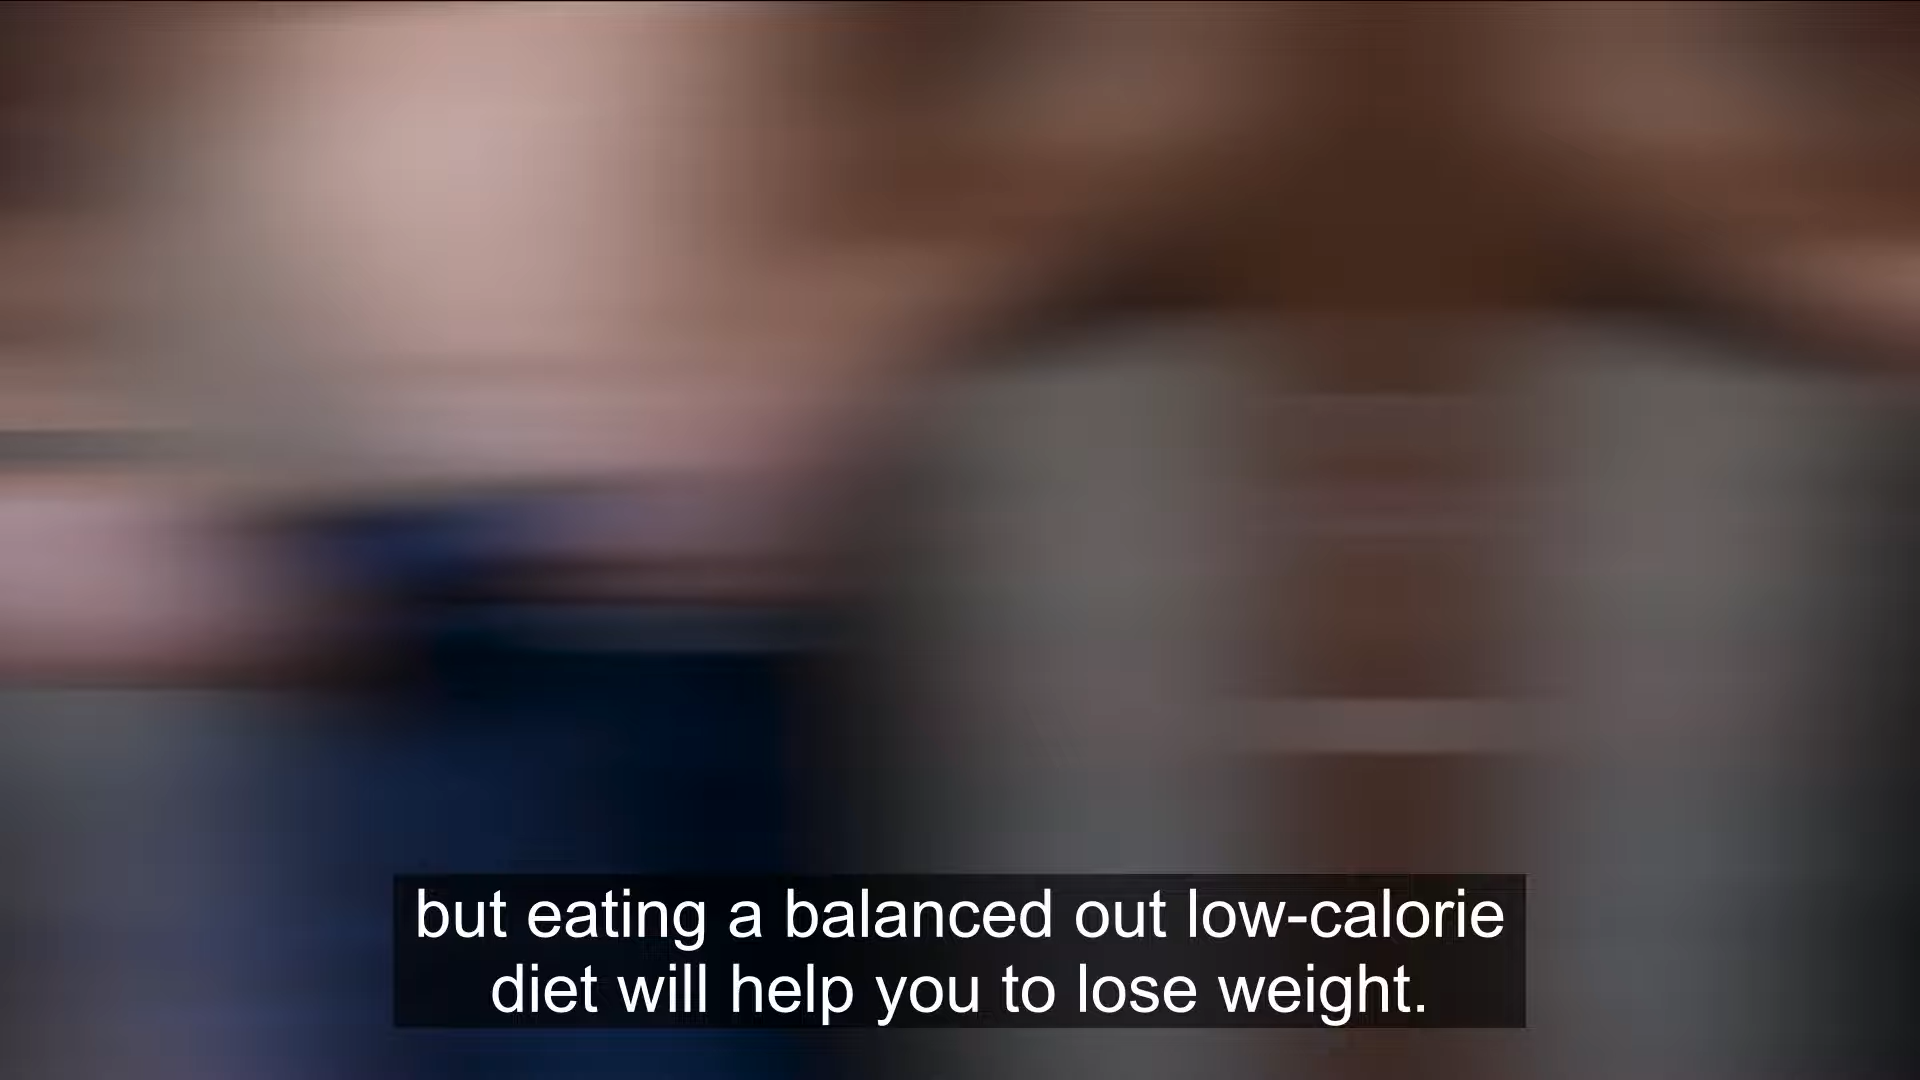 but eating a balanced out low-calorie
diet will help you to lose weight.